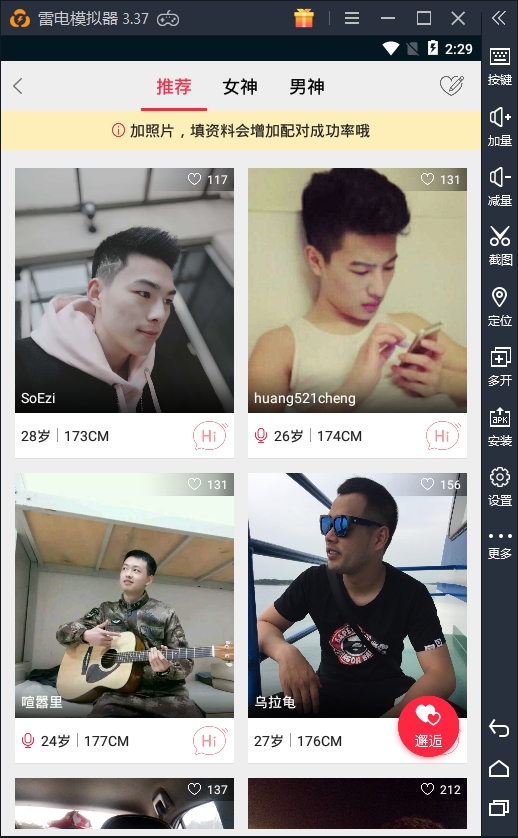 雷电模拟器 3.37
2:29
推荐 女神 男神
加照片，填资料会增加配对成功率哦
117
131
SoEzi
huang521cheng
28岁 173CM
Hi
26岁 174CM
Hi
131
156
喧嚣里
乌拉龟
24岁 177CM
Hi
27岁 176CM
邂逅
137
212
按键
加量
减量
截图
定位
多开
APK
安装
设置
更多